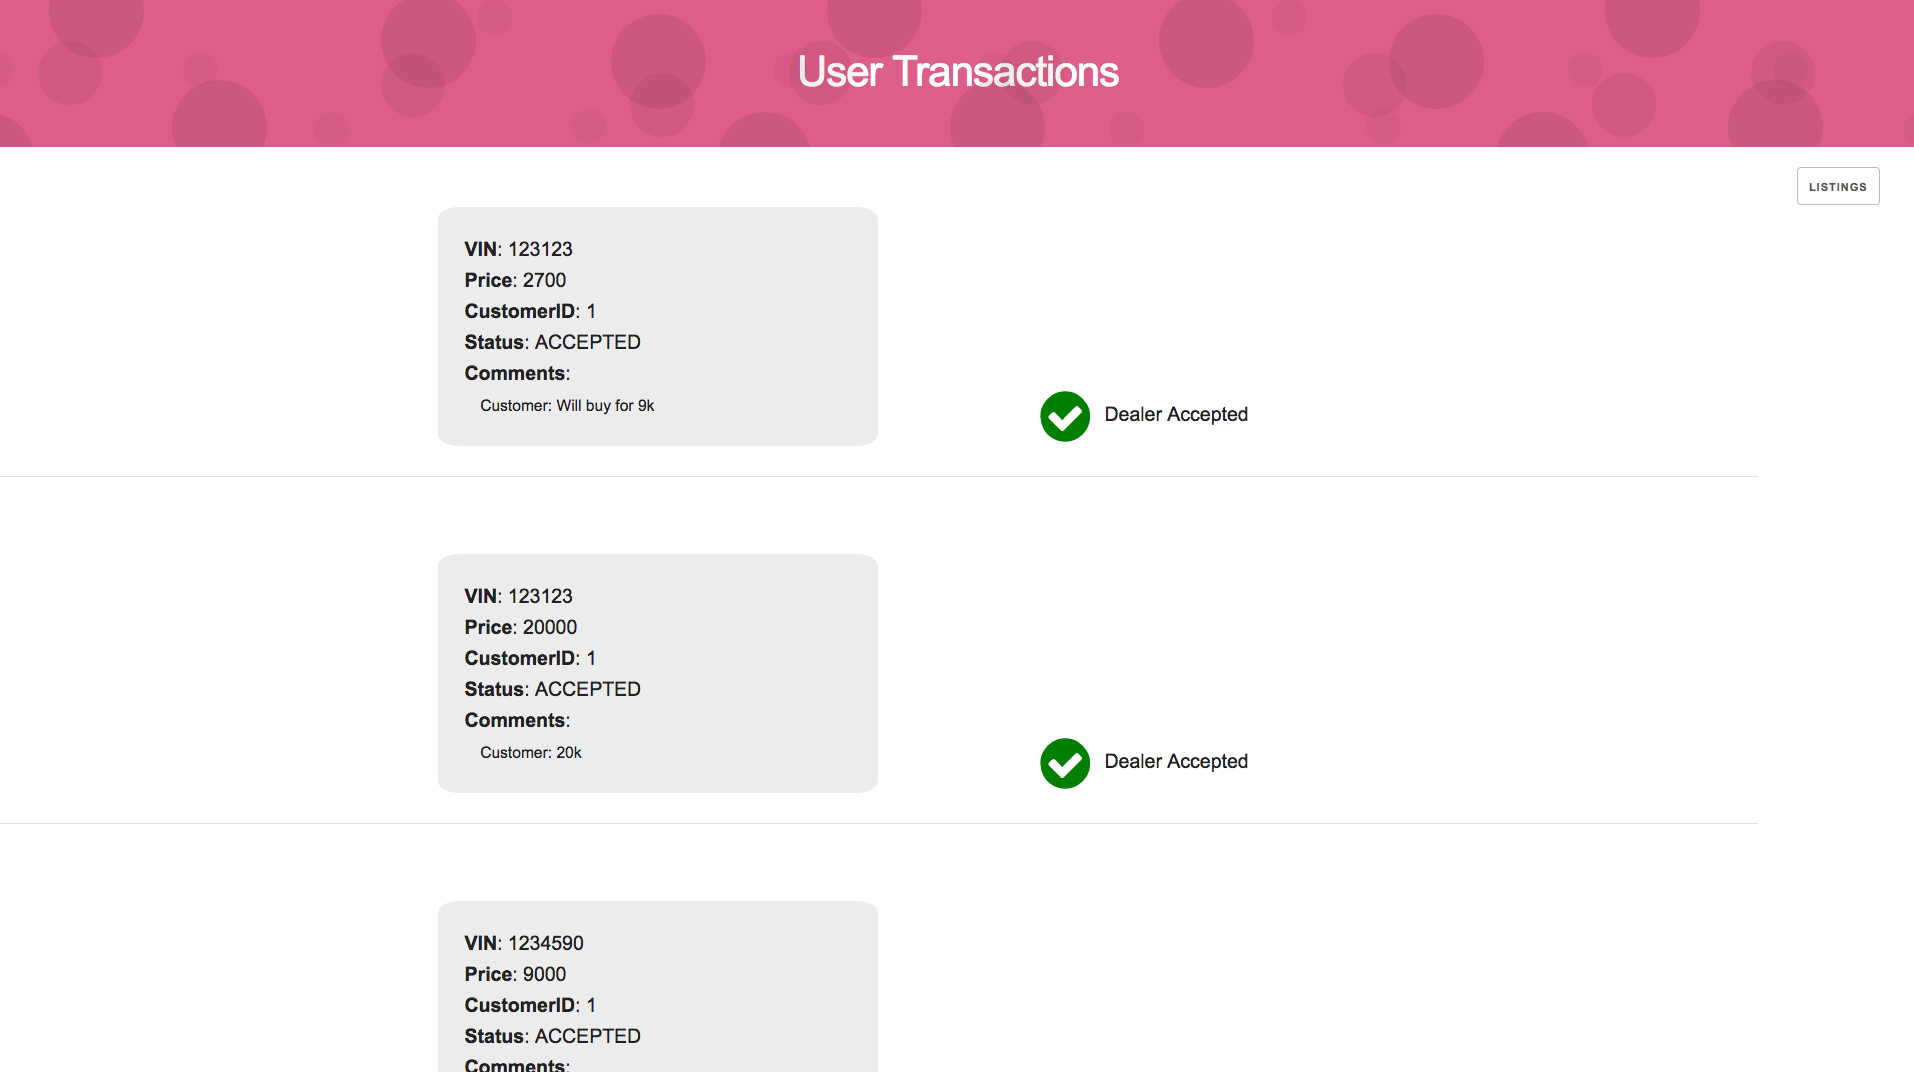 User Transactions
LISTINGS
VIN: 123123
Price: 2700
CustomerID: 1
Status: ACCEPTED
Comments:
Customer: Will buy for 9k
Dealer Accepted
VIN: 123123
Price: 20000
CustomerID: 1
Status: ACCEPTED
Comments:
Customer: 20k
Dealer Accepted
VIN: 1234590
Price: 9000
CustomerID: 1
Status: ACCEPTED
Comments: